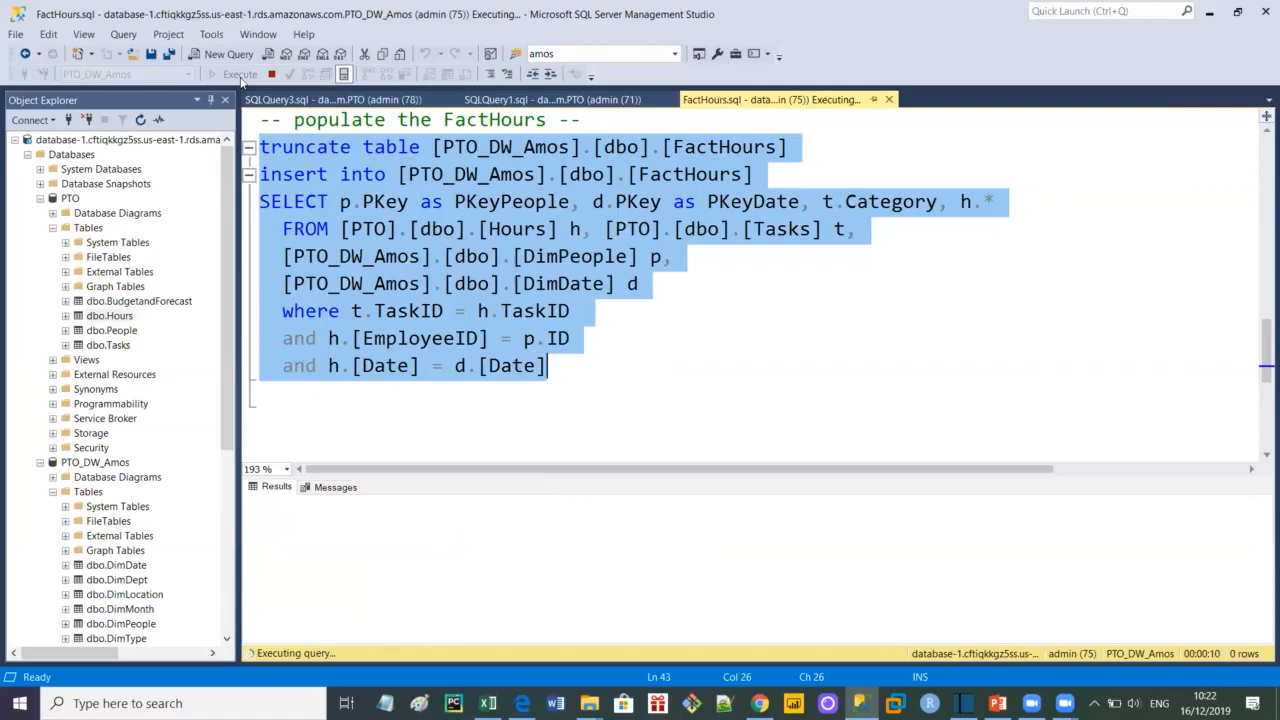 FactHours.sql - database-1.cftiqkkgz5ss.us-east-1.rds.amazonaws.com.PTO_DW_Amos (admin (75)) Executing... - Microsoft SQL Server Management Studio
Quick Launch (Ctrl+Q)
File Edit View Query Project Tools Window Help
New Query
amos
PTO_DW_Amos
Execute
Object Explorer
SQLQuery3.sql - da...m.PTO (admin (78))
SQLQuery1.sql - da...m.PTO (admin (71))
FactHours.sql - data...in (75)) Executing...
Connect
database-1.cftiqkkgz5ss.us-east-1.rds.ama
Databases
System Databases
Database Snapshots
PTO
Database Diagrams
Tables
System Tables
FileTables
External Tables
Graph Tables
dbo.BudgetandForecast
dbo.Hours
dbo.People
dbo.Tasks
Views
External Resources
Synonyms
Programmability
Service Broker
Storage
Security
PTO_DW_Amos
Database Diagrams
Tables
System Tables
FileTables
External Tables
Graph Tables
dbo.DimDate
dbo.DimDept
dbo.DimLocation
dbo.DimMonth
dbo.DimPeople
dbo.DimType
-- populate the FactHours --
truncate table [PTO_DW_Amos].[dbo].[FactHours]
insert into [PTO_DW_Amos].[dbo].[FactHours]
SELECT p.PKey as PKeyPeople, d.PKey as PKeyDate, t.Category, h.*
FROM [PTO].[dbo].[Hours] h, [PTO].[dbo].[Tasks] t,
[PTO_DW_Amos].[dbo].[DimPeople] p,
[PTO_DW_Amos].[dbo].[DimDate] d
where t.TaskID = h.TaskID
and h.[EmployeeID] = p.ID
and h.[Date] = d.[Date]
193 %
Results Messages
Executing query...
database-1.cftiqkkgz5ss.us-... admin (75) PTO_DW_Amos 00:00:10 0 rows
Ready
Ln 43 Col 26 Ch 26 INS
Type here to search
ENG
10:22
16/12/2019